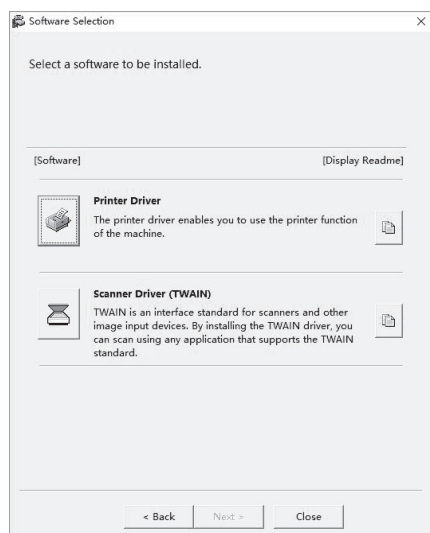 Software Selection
Select a software to be installed.
[Software] [Display Readme]
Printer Driver
The printer driver enables you to use the printer function
of the machine.
Scanner Driver (TWAIN)
TWAIN is an interface standard for scanners and other
image input devices. By installing the TWAIN driver, you
can scan using any application that supports the TWAIN
standard.
< Back Next > Close